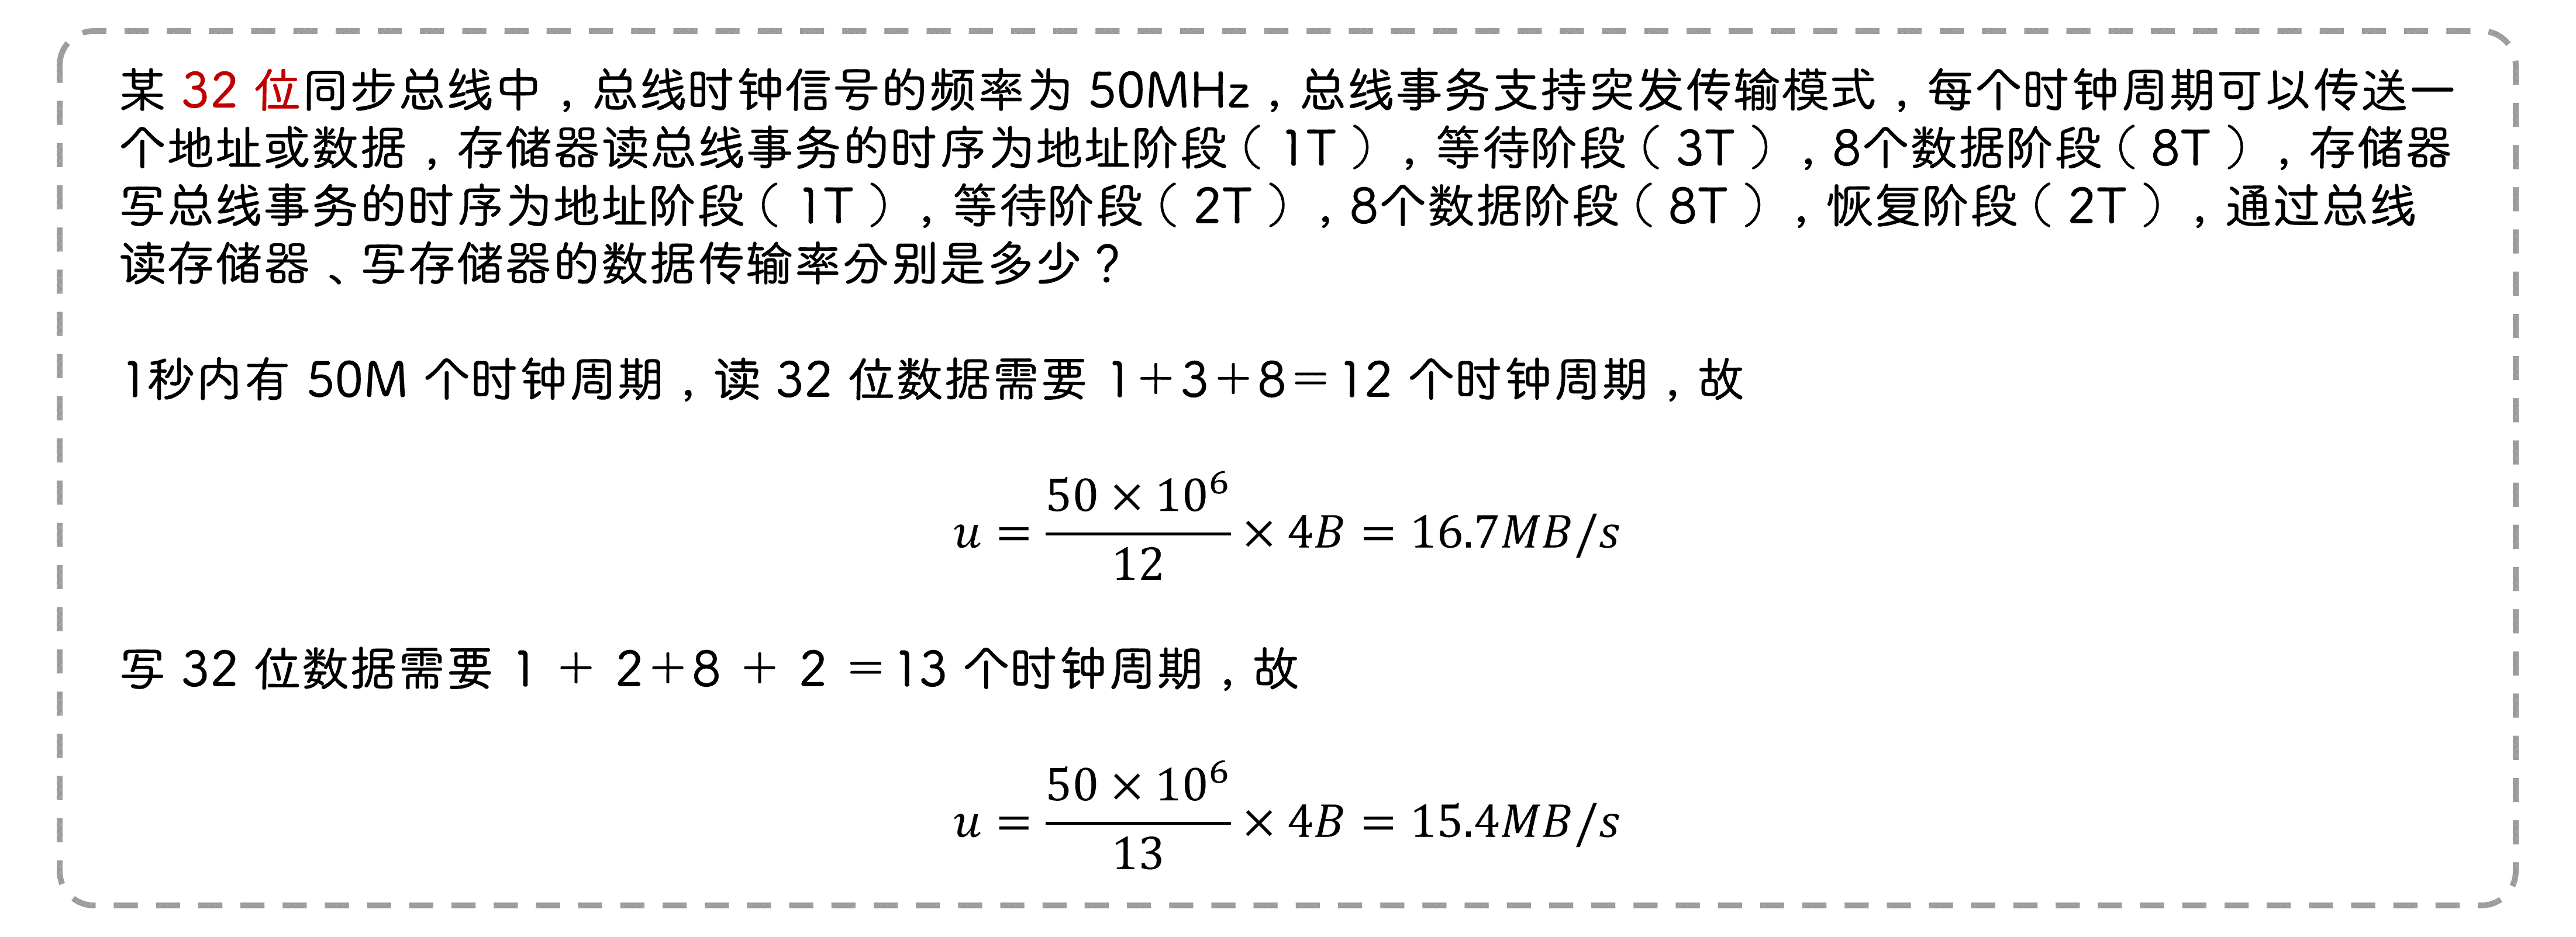 某 32 位同步总线中，总线时钟信号的频率为 50MHz，总线事务支持突发传输模式，每个时钟周期可以传送一
个地址或数据，存储器读总线事务的时序为地址阶段（1T），等待阶段（3T），8个数据阶段（8T），存储器
写总线事务的时序为地址阶段（1T），等待阶段（2T），8个数据阶段（8T），恢复阶段（2T），通过总线
读存储器、写存储器的数据传输率分别是多少？
1秒内有 50M 个时钟周期，读 32 位数据需要 1＋3＋8＝12 个时钟周期，故
u = \frac{50 × 10^6}{12} × 4B = 16.7MB/s
写 32 位数据需要 1 ＋ 2＋8 ＋ 2 ＝13 个时钟周期，故
u = \frac{50 × 10^6}{13} × 4B = 15.4MB/s